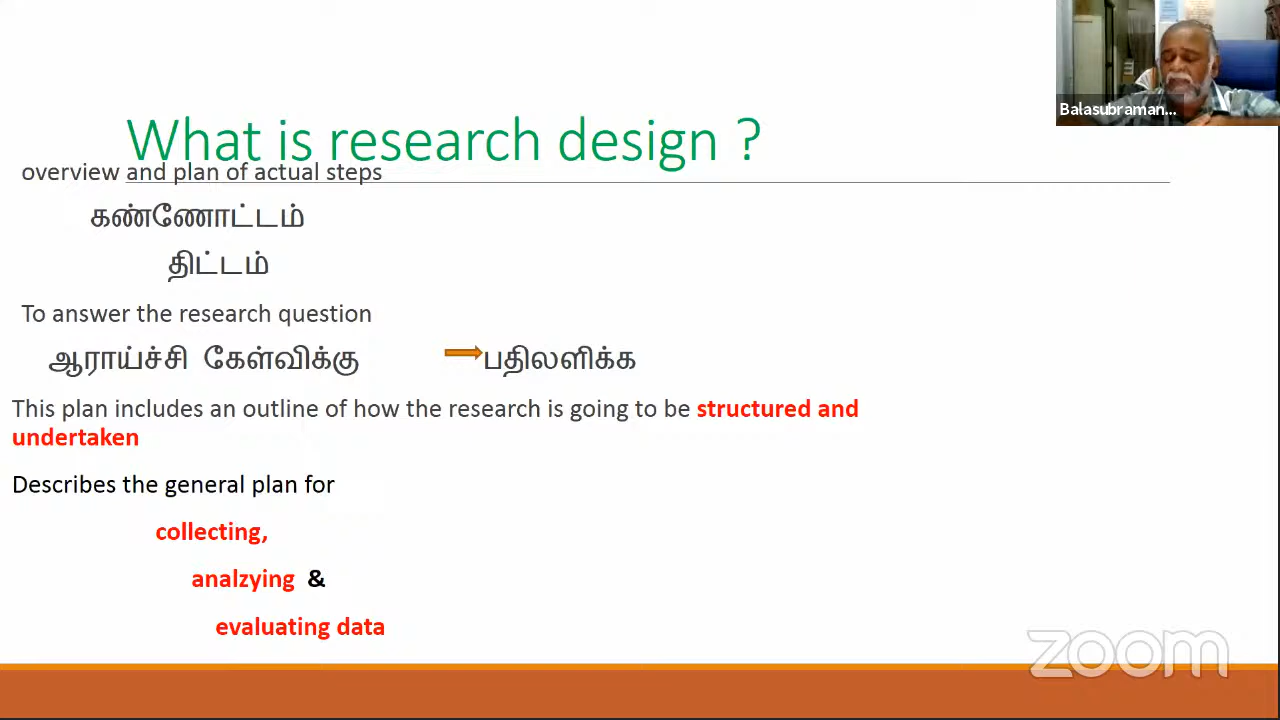 Balasubraman...
What is research design ?
overview and plan of actual steps
கண்ணோட்டம்
திட்டம்
To answer the research question
ஆராய்ச்சி கேள்விக்கு பதிலளிக்க
This plan includes an outline of how the research is going to be structured and
undertaken
Describes the general plan for
collecting,
analzying &
evaluating data
zoom